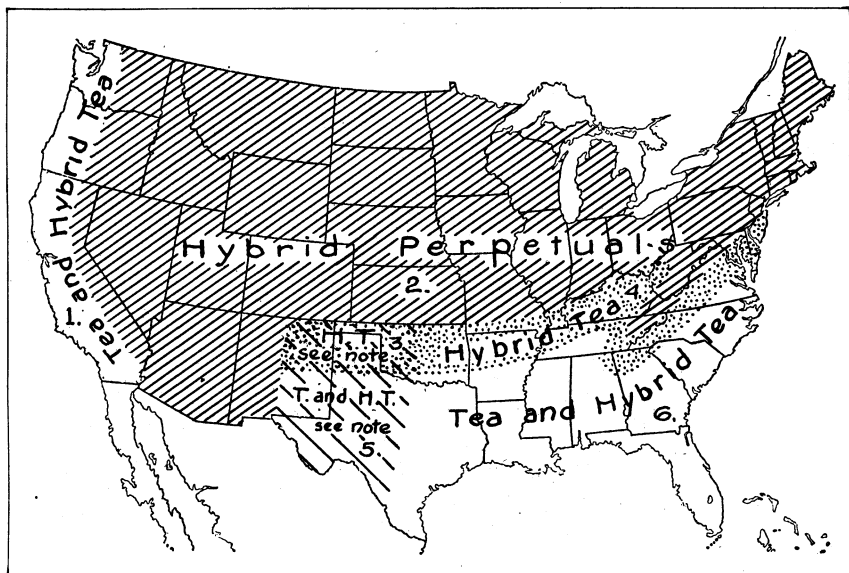 Tea and Hybrid Tea
1.
Hybrid Perpetuals
2.
H. T. 3.
see note
Hybrid Tea 4.
T. and H.T.
see note
5.
Tea and Hybrid Tea
6.